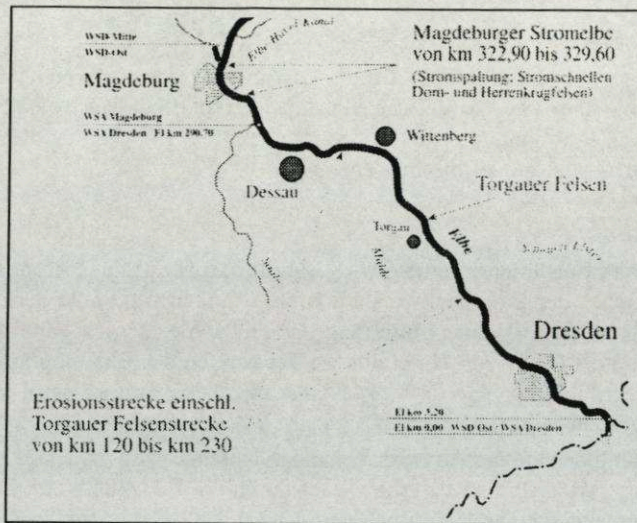 WSD-Mitte
WSD-Ost
Magdeburg
Elbe Havel Kanal
Magdeburger Stromelbe
von km 322,90 bis 329,60
(Stromspaltung: Stromschnellen
Dom- und Herrenkrugfelsen)
WSA Magdeburg
WSA Dresden El km 290.70
Wittenberg
Dessau
Torgauer Felsen
Torgau
Elbe
Mulde
Saale
Dresden
Erosionsstrecke einschl.
Torgauer Felsenstrecke
von km 120 bis km 230
El km 3,20
El km 0,00 WSD Ost / WSA Dresden